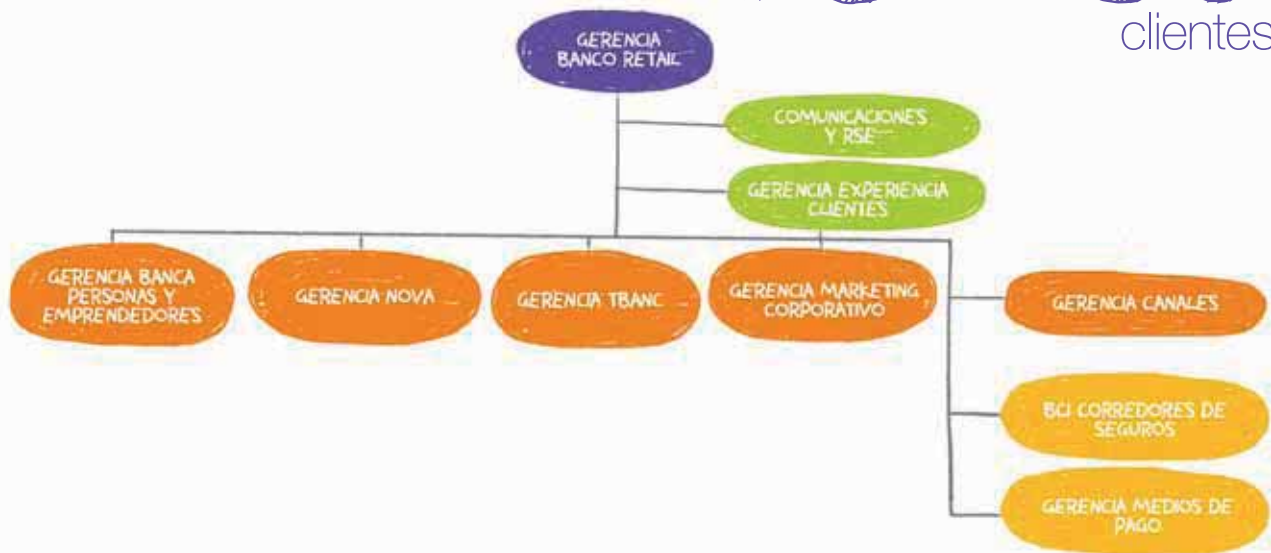 clientes
GERENCIA
BANCO RETAIL
COMUNICACIONES
Y RSE
GERENCIA EXPERIENCIA
CLIENTES
GERENCIA BANCA
PERSONAS Y
EMPRENDEDORES
GERENCIA NOVA
GERENCIA TBANC
GERENCIA MARKETING
CORPORATIVO
GERENCIA CANALES
BCI CORREDORES DE
SEGUROS
GERENCIA MEDIOS DE
PAGO